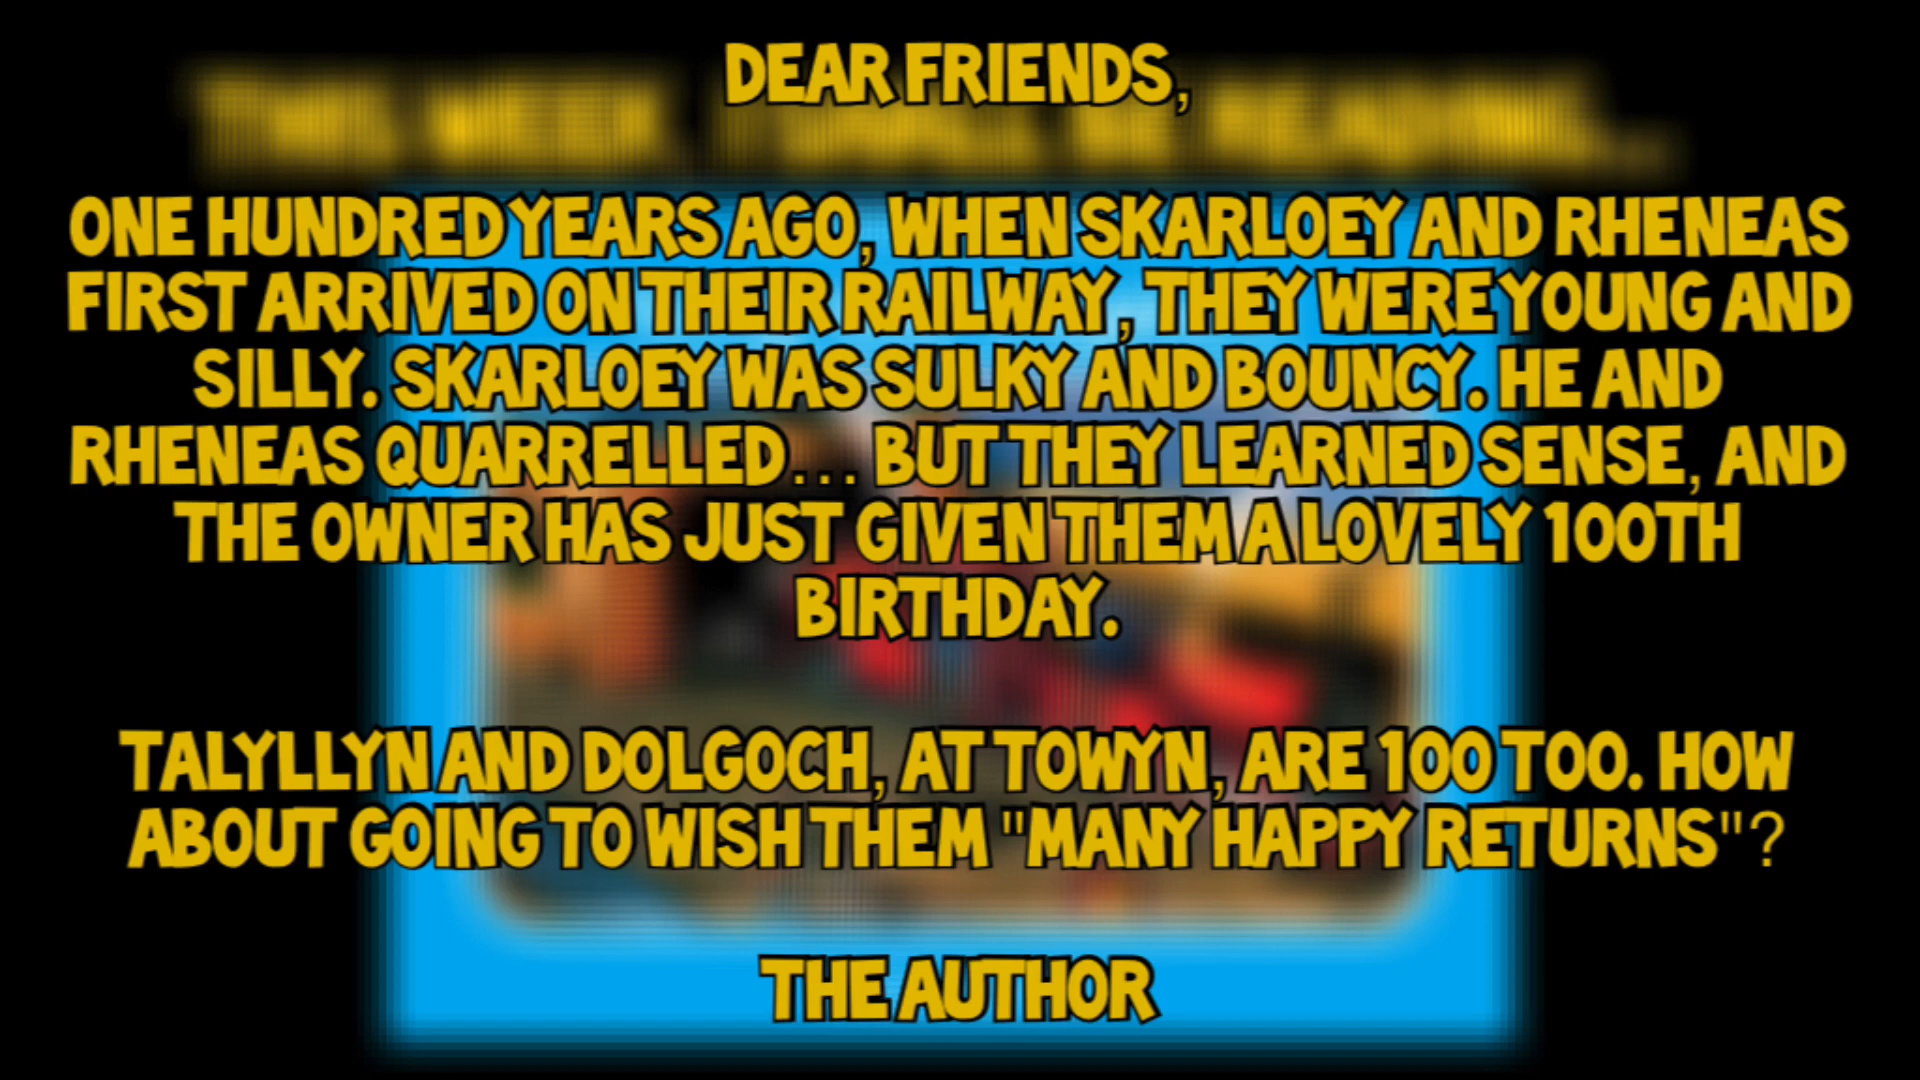 DEAR FRIENDS,
ONE HUNDRED YEARS AGO, WHEN SKARLOEY AND RHENEAS
FIRST ARRIVED ON THEIR RAILWAY, THEY WERE YOUNG AND
SILLY. SKARLOEY WAS SULKY AND BOUNCY. HE AND
RHENEAS QUARRELLED... BUT THEY LEARNED SENSE, AND
THE OWNER HAS JUST GIVEN THEM A LOVELY 100TH
BIRTHDAY.
TALYLLYN AND DOLGOCH, AT TOWYN, ARE 100 TOO. HOW
ABOUT GOING TO WISH THEM "MANY HAPPY RETURNS"?
THE AUTHOR